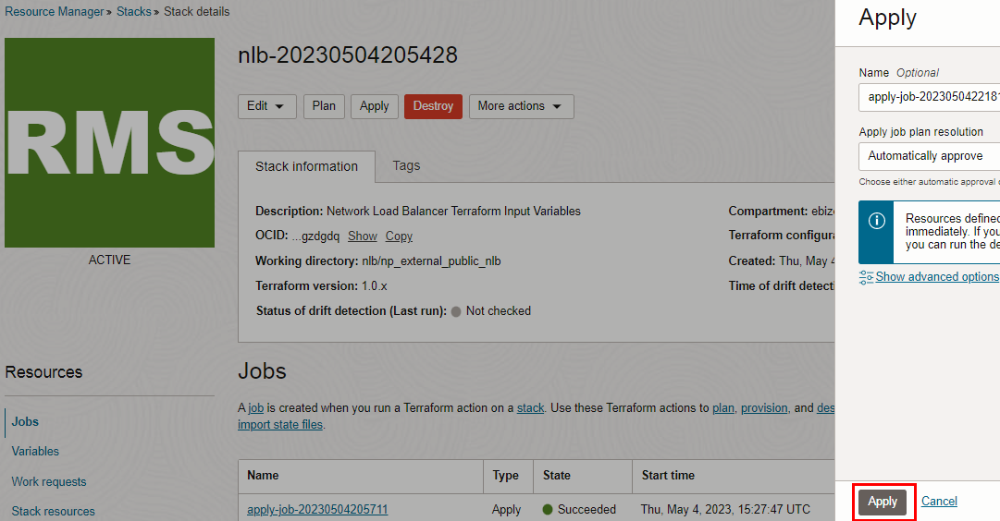 Resource Manager » Stacks » Stack details
RMS
ACTIVE
nlb-20230504205428
Edit
Plan
Apply
Destroy
More actions
Stack information
Tags
Description: Network Load Balancer Terraform Input Variables
OCID: ...gzdgdq Show Copy
Working directory: nlb/np_external_public_nlb
Terraform version: 1.0.x
Status of drift detection (Last run): Not checked
Compartment: ebiz
Terraform configura
Created: Thu, May 4
Time of drift detecti
Resources
Jobs
Variables
Work requests
Stack resources
Jobs
A job is created when you run a Terraform action on a stack. Use these Terraform actions to plan, provision, and des
import state files.
Name Type State Start time
apply-job-20230504205711 Apply Succeeded Thu, May 4, 2023, 15:27:47 UTC
Apply
Name Optional
apply-job-2023050422181
Apply job plan resolution
Automatically approve
Choose either automatic approval
Resources defined
immediately. If you
you can run the de
Show advanced options
Apply
Cancel